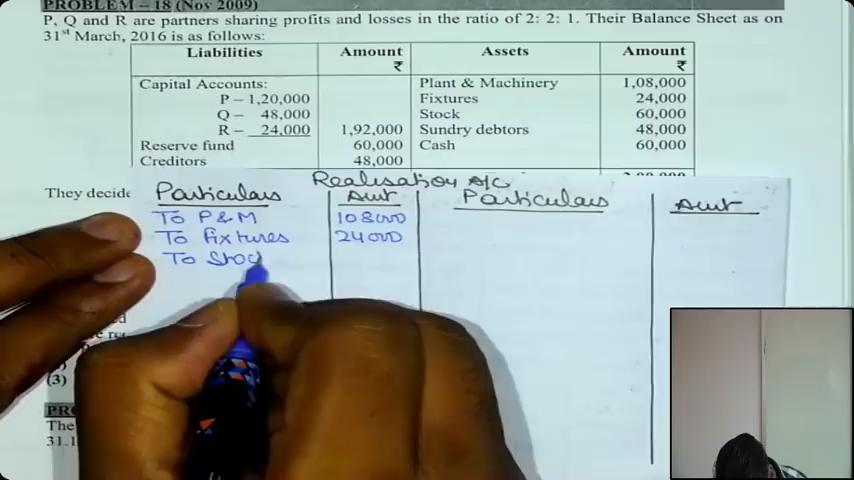 PROBLEM – 18 (Nov 2009)
P, Q and R are partners sharing profits and losses in the ratio of 2: 2: 1. Their Balance Sheet as on
31st March, 2016 is as follows:
Liabilities Amount ₹ Assets Amount ₹
Capital Accounts: Plant & Machinery 1,08,000
P – 1,20,000 Fixtures 24,000
Q – 48,000 Stock 60,000
R – 24,000 1,92,000 Sundry debtors 48,000
Reserve fund 60,000 Cash 60,000
Creditors 48,000
They decide
Realisation A/c
Particulars Amt Particulars Amt
To P&M 108000
To Fixtures 24000
To Stoc
(3)
The
31.1